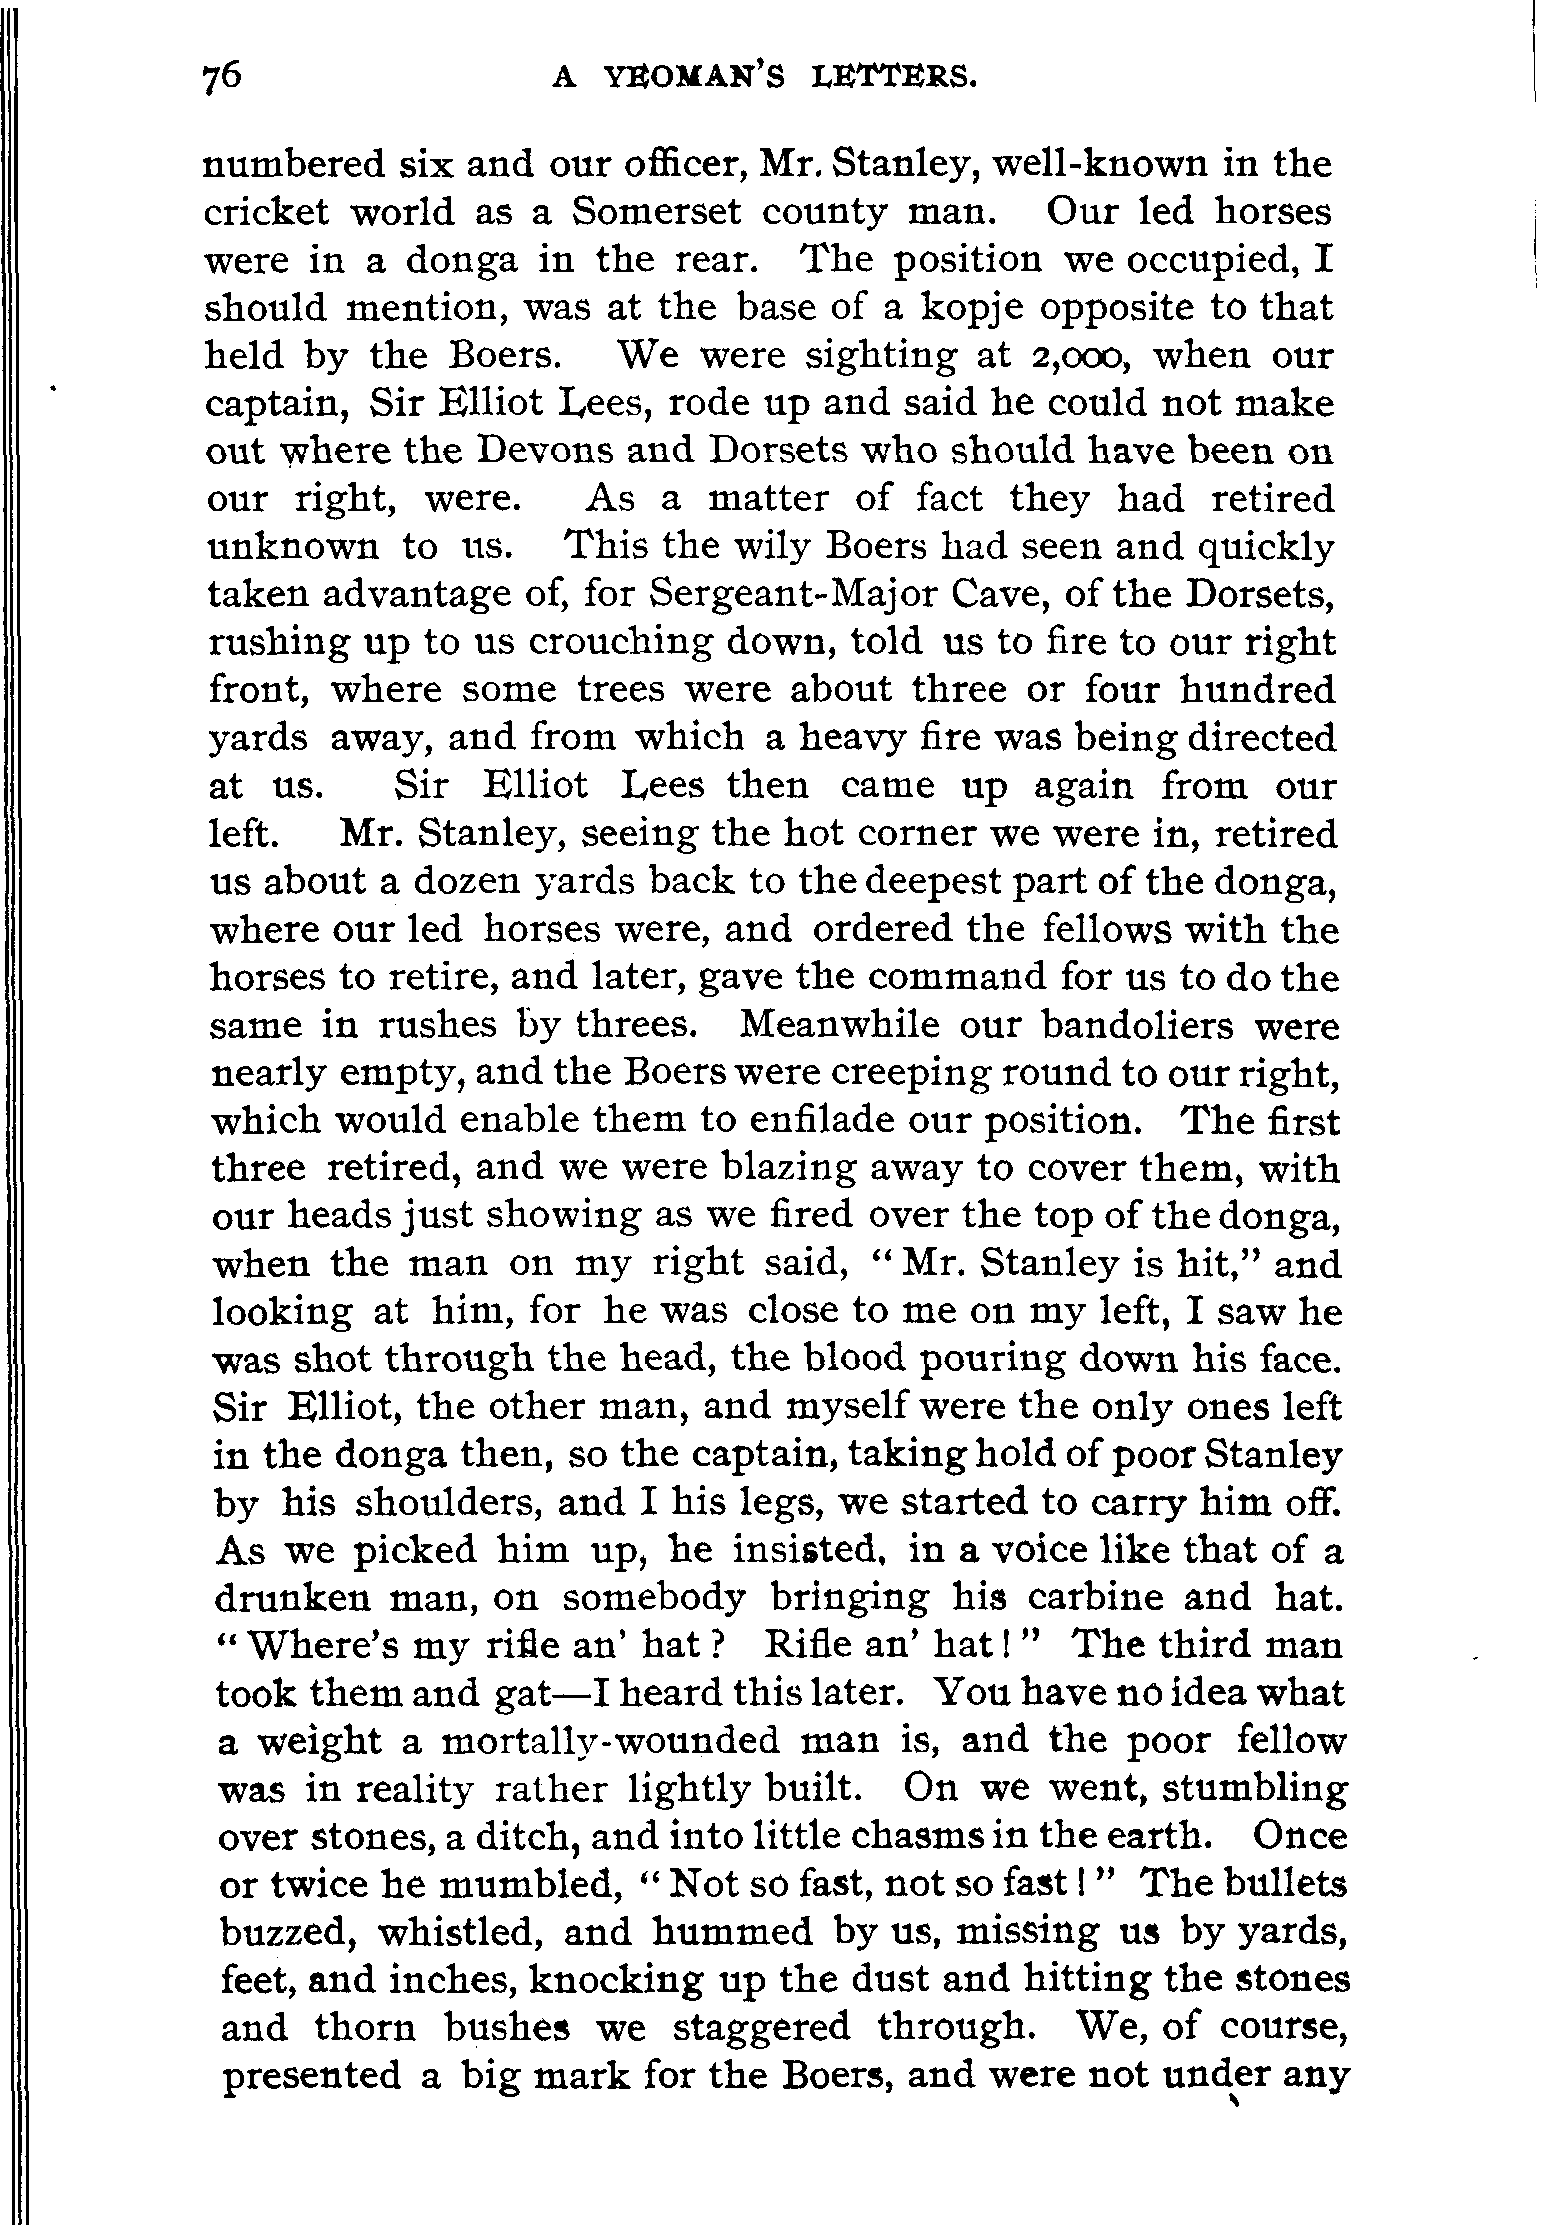 76 A YEOMAN'S LETTERS.
numbered six and our officer, Mr. Stanley, well-known in the
cricket world as a Somerset county man. Our led horses
were in a donga in the rear. The position we occupied, I
should mention, was at the base of a kopje opposite to that
held by the Boers. We were sighting at 2,000, when our
captain, Sir Elliot Lees, rode up and said he could not make
out where the Devons and Dorsets who should have been on
our right, were. As a matter of fact they had retired
unknown to us. This the wily Boers had seen and quickly
taken advantage of, for Sergeant-Major Cave, of the Dorsets,
rushing up to us crouching down, told us to fire to our right
front, where some trees were about three or four hundred
yards away, and from which a heavy fire was being directed
at us. Sir Elliot Lees then came up again from our
left. Mr. Stanley, seeing the hot corner we were in, retired
us about a dozen yards back to the deepest part of the donga,
where our led horses were, and ordered the fellows with the
horses to retire, and later, gave the command for us to do the
same in rushes by threes. Meanwhile our bandoliers were
nearly empty, and the Boers were creeping round to our right,
which would enable them to enfilade our position. The first
three retired, and we were blazing away to cover them, with
our heads just showing as we fired over the top of the donga,
when the man on my right said, "Mr. Stanley is hit," and
looking at him, for he was close to me on my left, I saw he
was shot through the head, the blood pouring down his face.
Sir Elliot, the other man, and myself were the only ones left
in the donga then, so the captain, taking hold of poor Stanley
by his shoulders, and I his legs, we started to carry him off.
As we picked him up, he insisted, in a voice like that of a
drunken man, on somebody bringing his carbine and hat.
"Where's my rifle an' hat? Rifle an' hat!" The third man
took them and gat—I heard this later. You have no idea what
a weight a mortally-wounded man is, and the poor fellow
was in reality rather lightly built. On we went, stumbling
over stones, a ditch, and into little chasms in the earth. Once
or twice he mumbled, "Not so fast, not so fast!" The bullets
buzzed, whistled, and hummed by us, missing us by yards,
feet, and inches, knocking up the dust and hitting the stones
and thorn bushes we staggered through. We, of course,
presented a big mark for the Boers, and were not under any